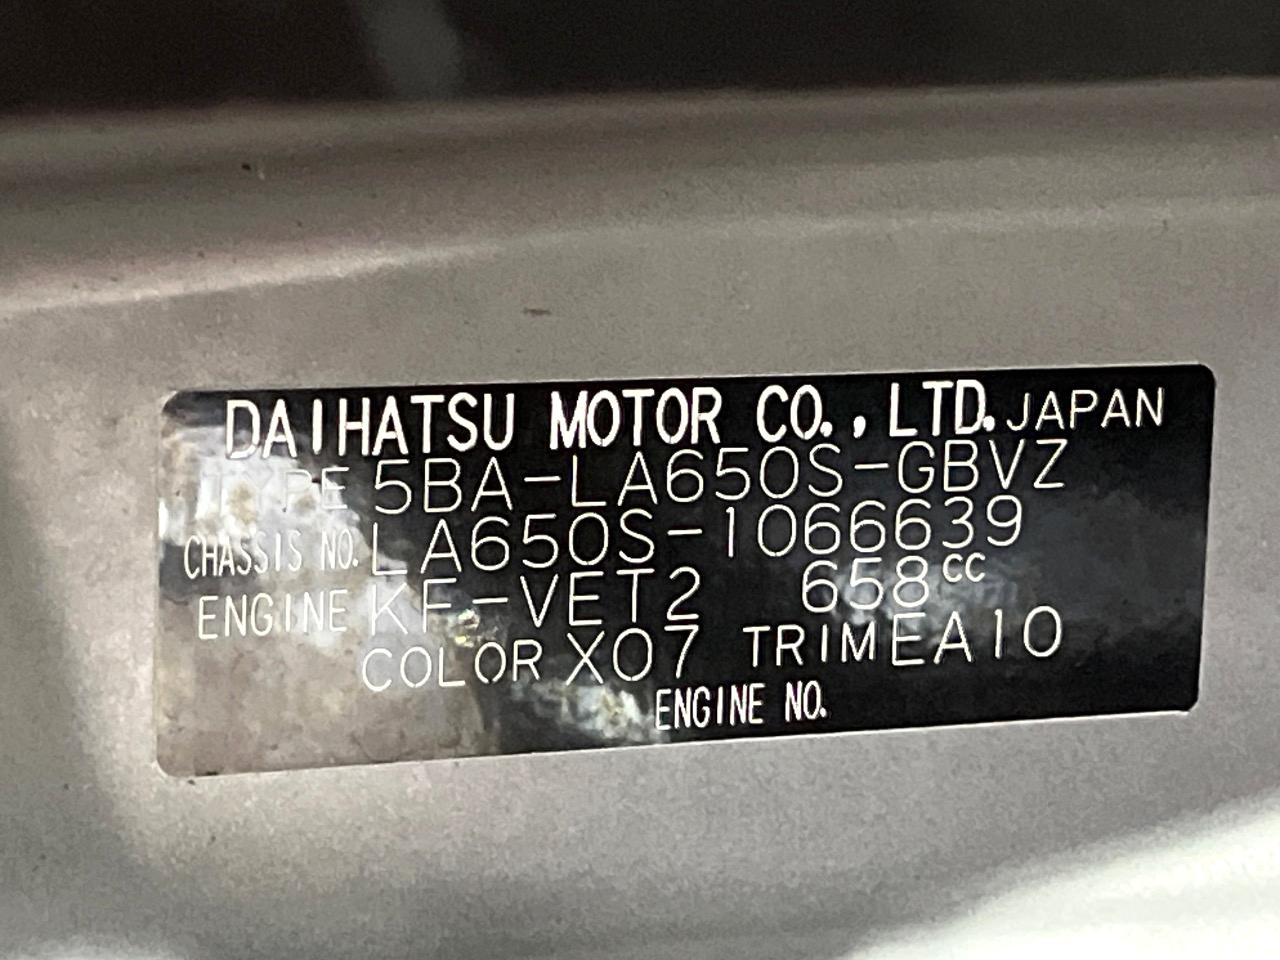 DAIHATSU MOTOR CO., LTD. JAPAN
TYPE 5BA-LA650S-GBVZ
CHASSIS NO. LA650S-1066639
ENGINE KF-VET2 658cc
COLOR X07 TRIM EA10
ENGINE NO.